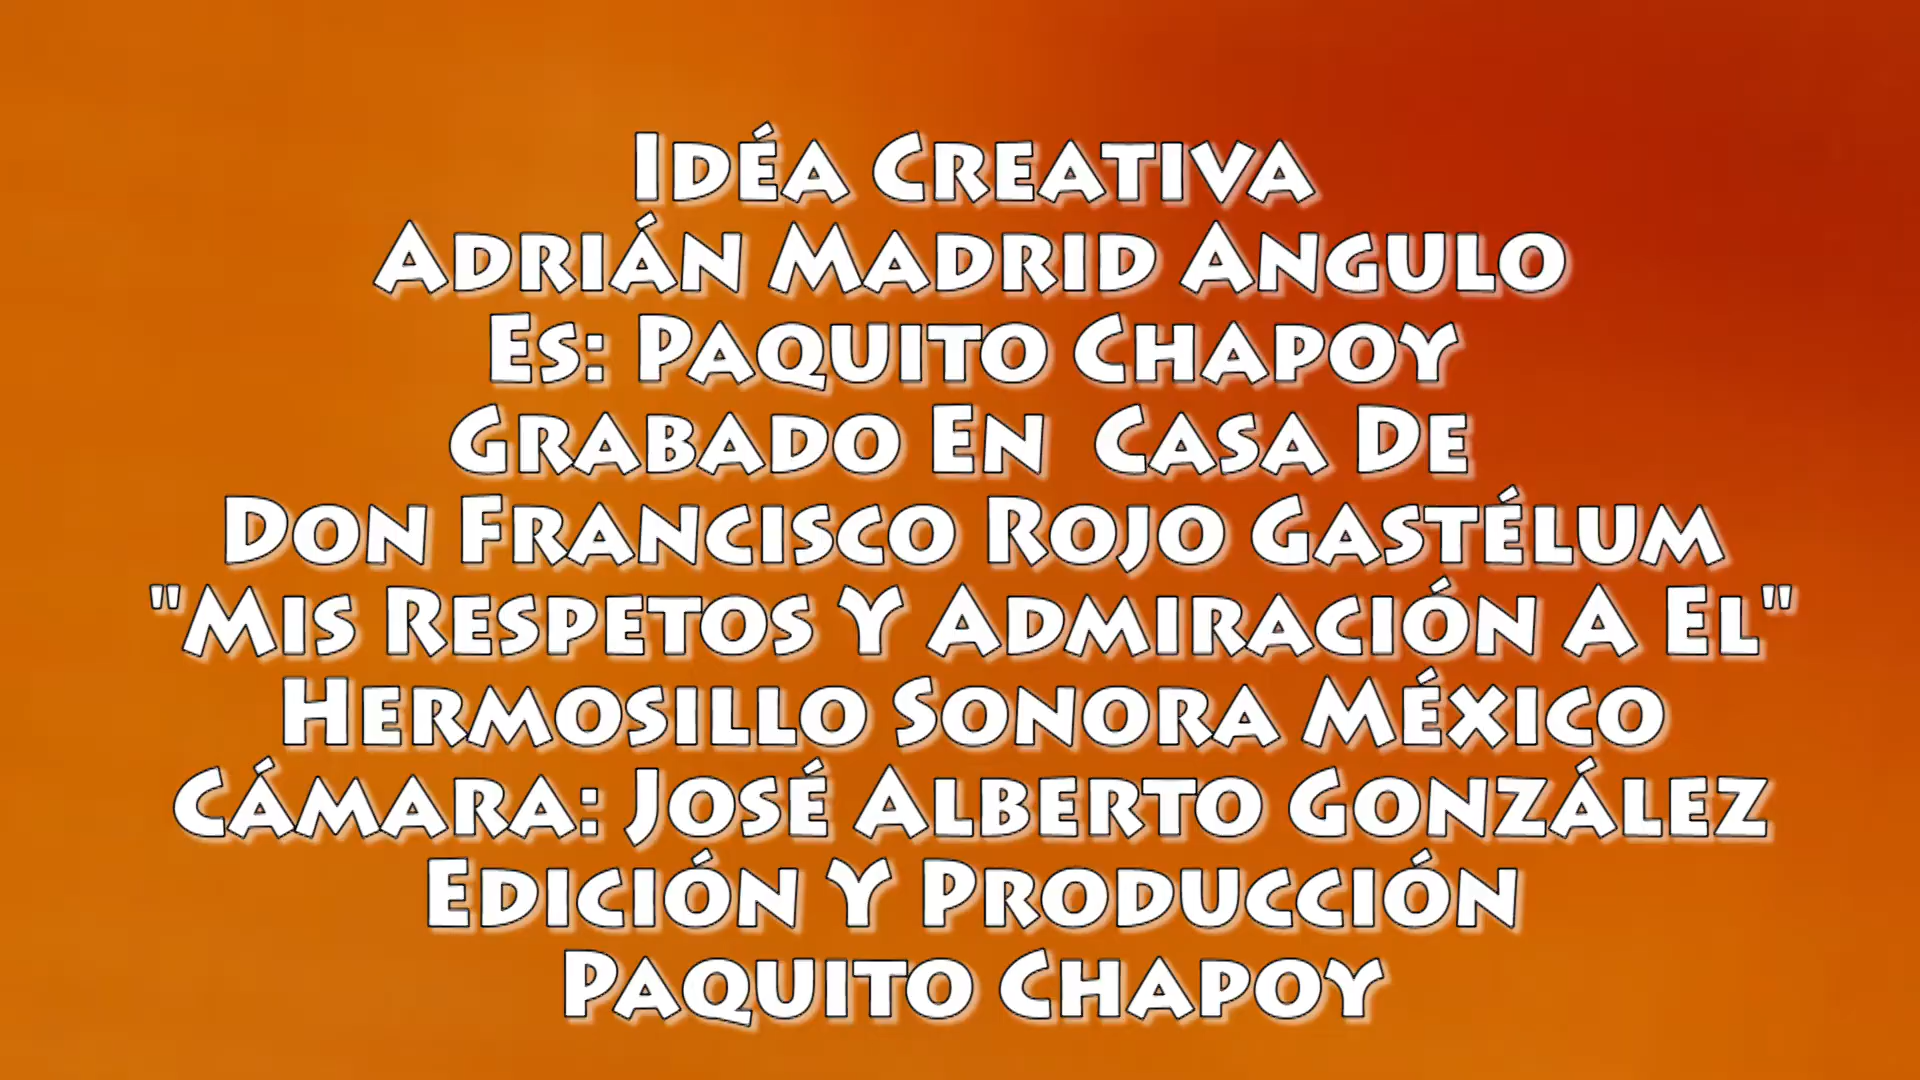 Idéa Creativa
Adrián Madrid Angulo
Es: Paquito Chapoy
Grabado En Casa De
Don Francisco Rojo Gastélum
"Mis Respetos Y Admiración A El"
Hermosillo Sonora México
Cámara: José Alberto González
Edición Y Producción
Paquito Chapoy